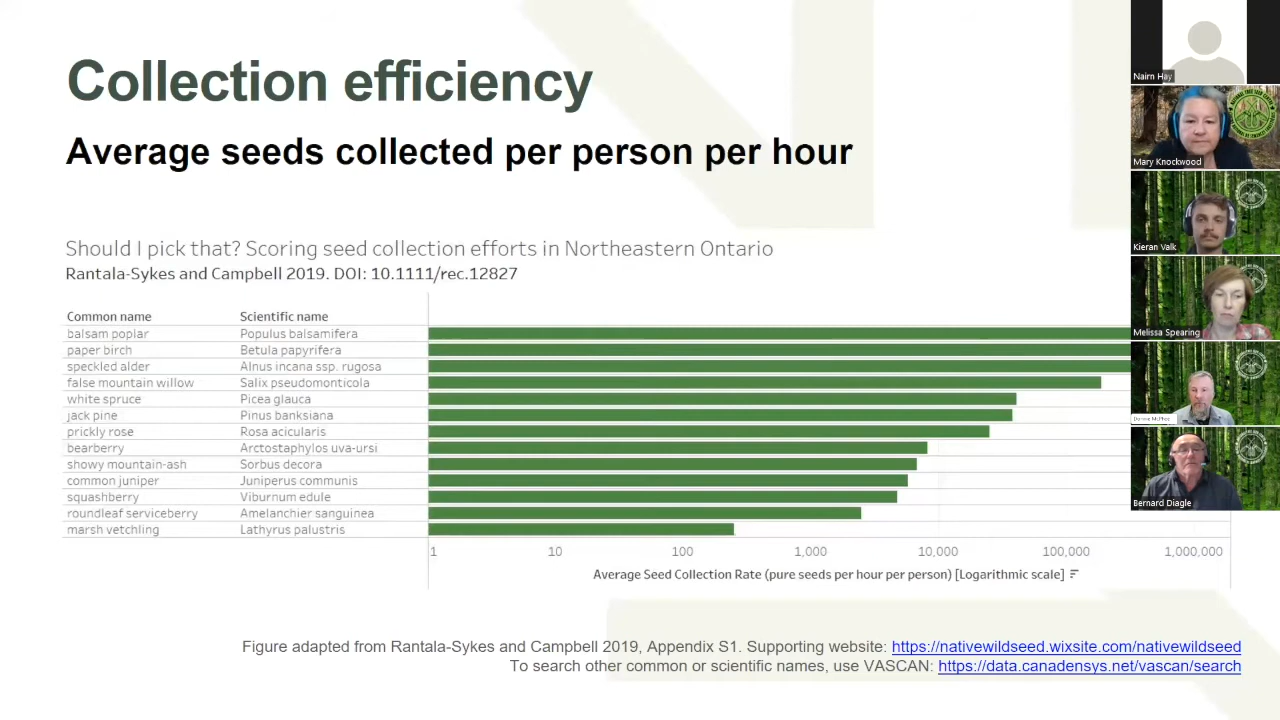 Collection efficiency
Average seeds collected per person per hour
Should I pick that? Scoring seed collection efforts in Northeastern Ontario
Rantala-Sykes and Campbell 2019. DOI: 10.1111/rec.12827
Common name Scientific name
balsam poplar Populus balsamifera
paper birch Betula papyrifera
speckled alder Alnus incana ssp. rugosa
false mountain willow Salix pseudomonticola
white spruce Picea glauca
jack pine Pinus banksiana
prickly rose Rosa acicularis
bearberry Arctostaphylos uva-ursi
showy mountain-ash Sorbus decora
common juniper Juniperus communis
squashberry Viburnum edule
roundleaf serviceberry Amelanchier sanguinea
marsh vetchling Lathyrus palustris
1 10 100 1,000 10,000 100,000 1,000,000
Average Seed Collection Rate (pure seeds per hour per person) [Logarithmic scale]
Figure adapted from Rantala-Sykes and Campbell 2019, Appendix S1. Supporting website: https://nativewildseed.wixsite.com/nativewildseed
To search other common or scientific names, use VASCAN: https://data.canadensys.net/vascan/search
Nairn Hay
Mary Knockwood
Kieran Valk
Melissa Spearing
Donnie McPhee
Bernard Diagle